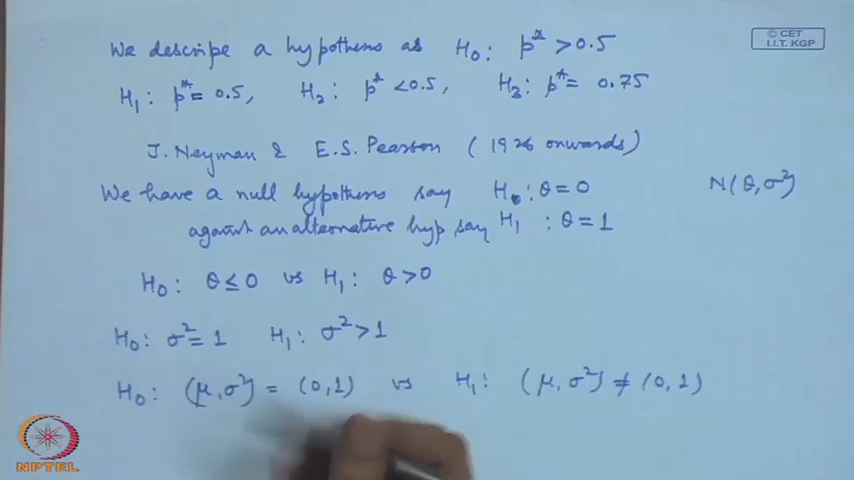 We describe a hypothesis as H₀: p* > 0.5
© CET
I.I.T. KGP
H₁: p* = 0.5, H₂: p* < 0.5, H₃: p* = 0.75
J. Neyman & E.S. Pearson (1926 onwards)
We have a null hypothesis say H₀: θ = 0 N(θ, σ²)
against an alternative hyp say H₁ : θ = 1
H₀: θ ≤ 0 vs H₁: θ > 0
H₀: σ² = 1 H₁: σ² > 1
H₀: (μ, σ²) = (0, 1) vs H₁: (μ, σ²) ≠ (0, 1)
NPTEL